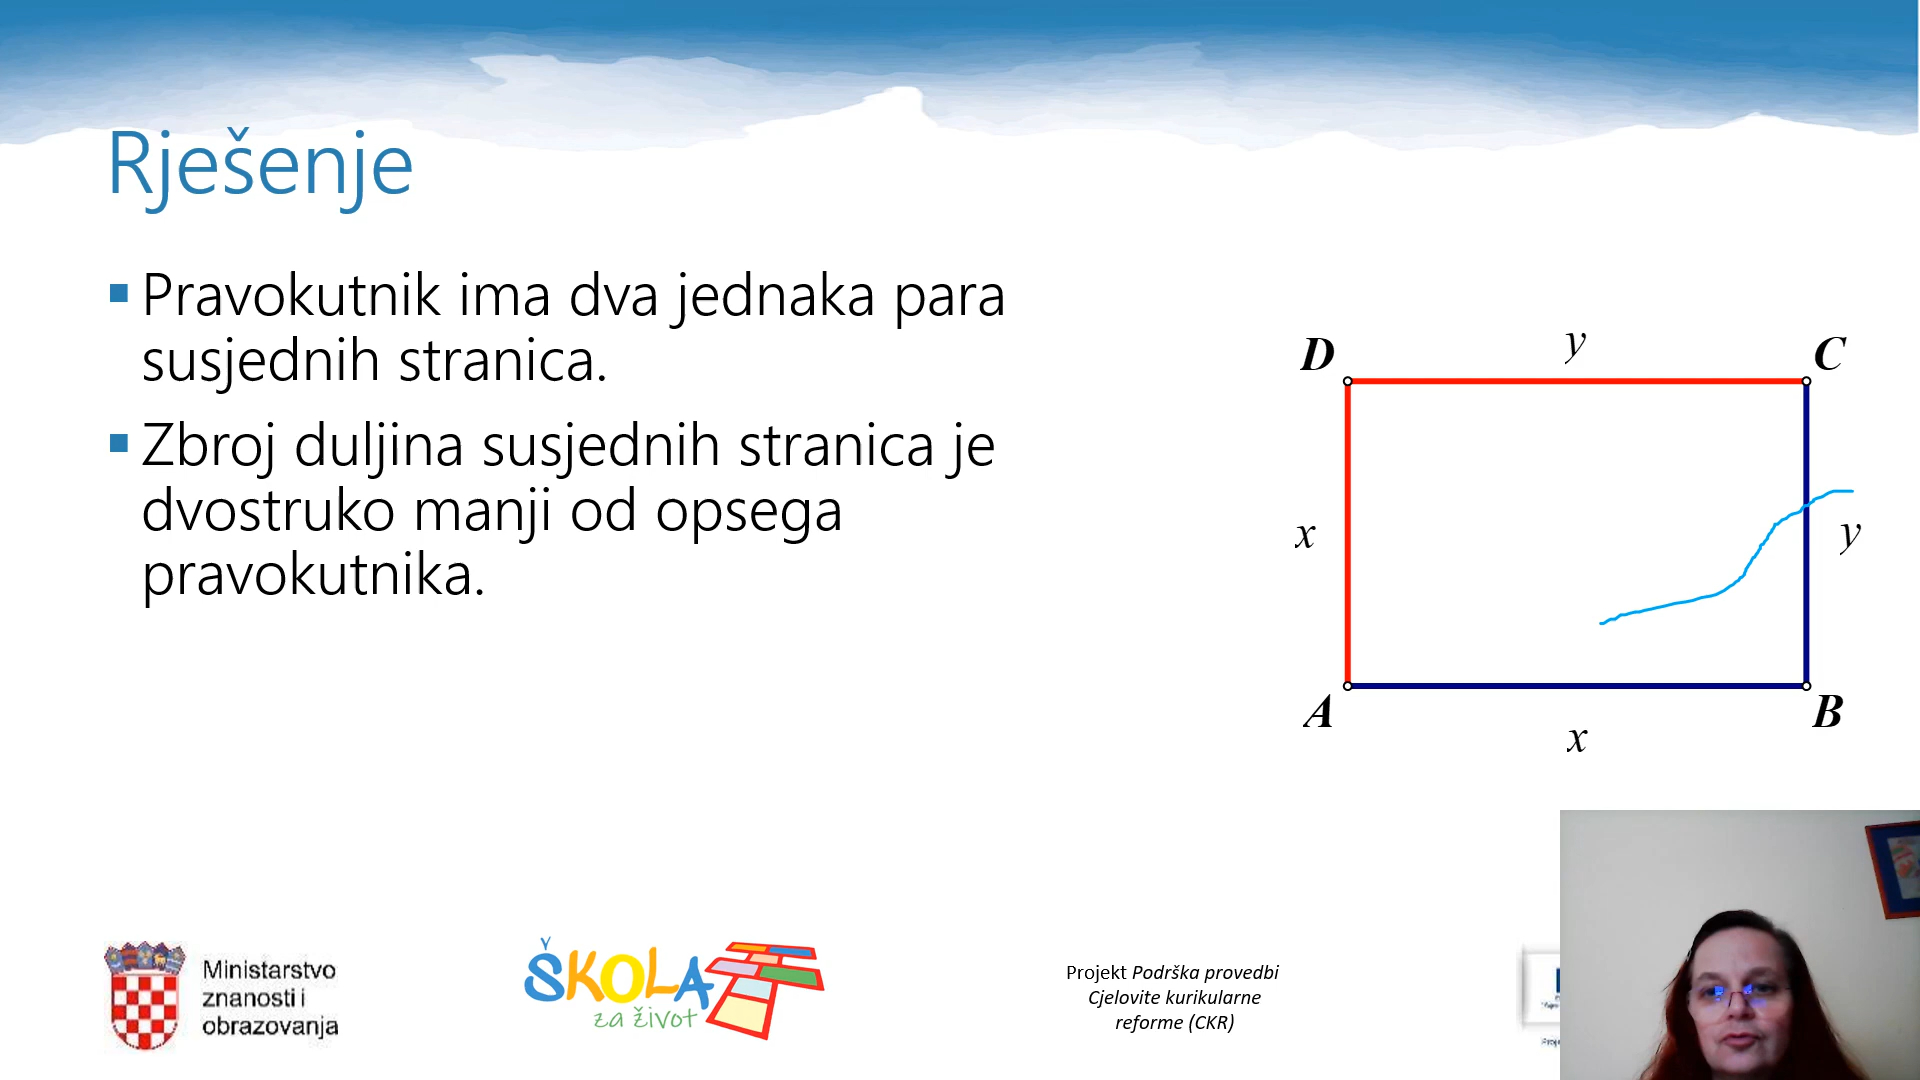 Rješenje
Pravokutnik ima dva jednaka para
susjednih stranica.
Zbroj duljina susjednih stranica je
dvostruko manji od opsega
pravokutnika.
D
y
C
x
y
A
B
x
Ministarstvo
znanosti i
obrazovanja
ŠKOLA
za život
Projekt Podrška provedbi
Cjelovite kurikularne
reforme (CKR)